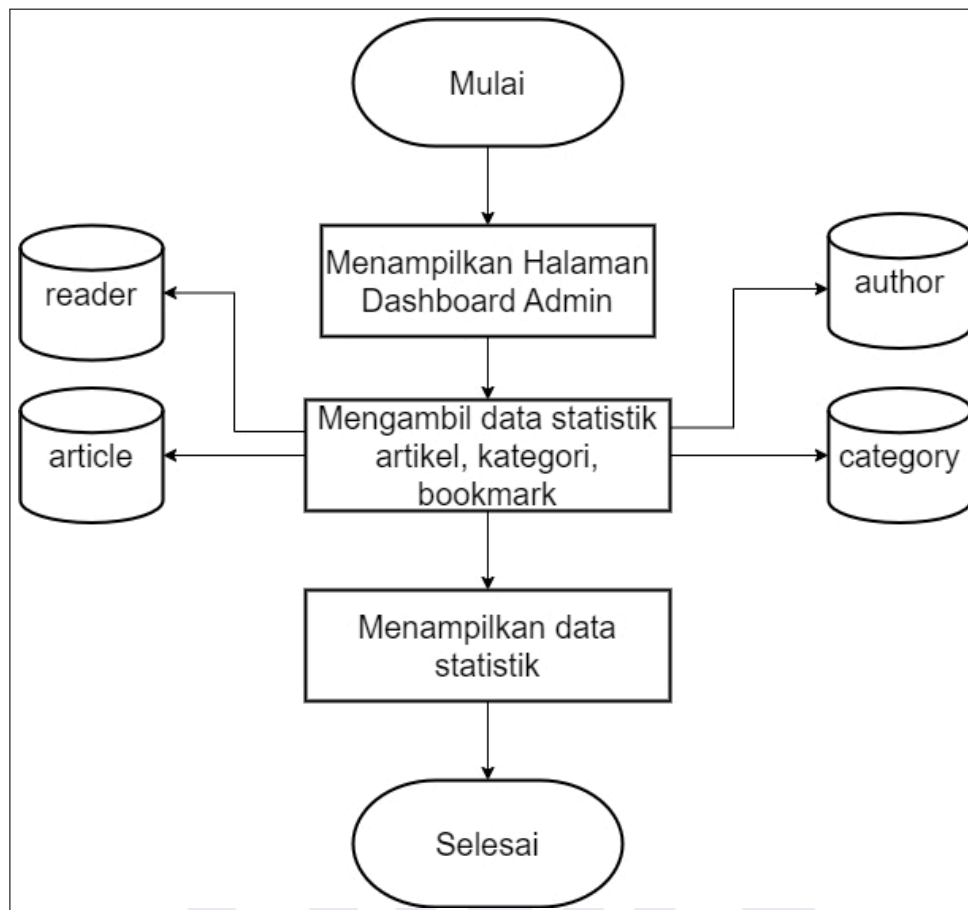 Mulai
Menampilkan Halaman
Dashboard Admin
reader
author
Mengambil data statistik
artikel, kategori,
bookmark
article
category
Menampilkan data
statistik
Selesai